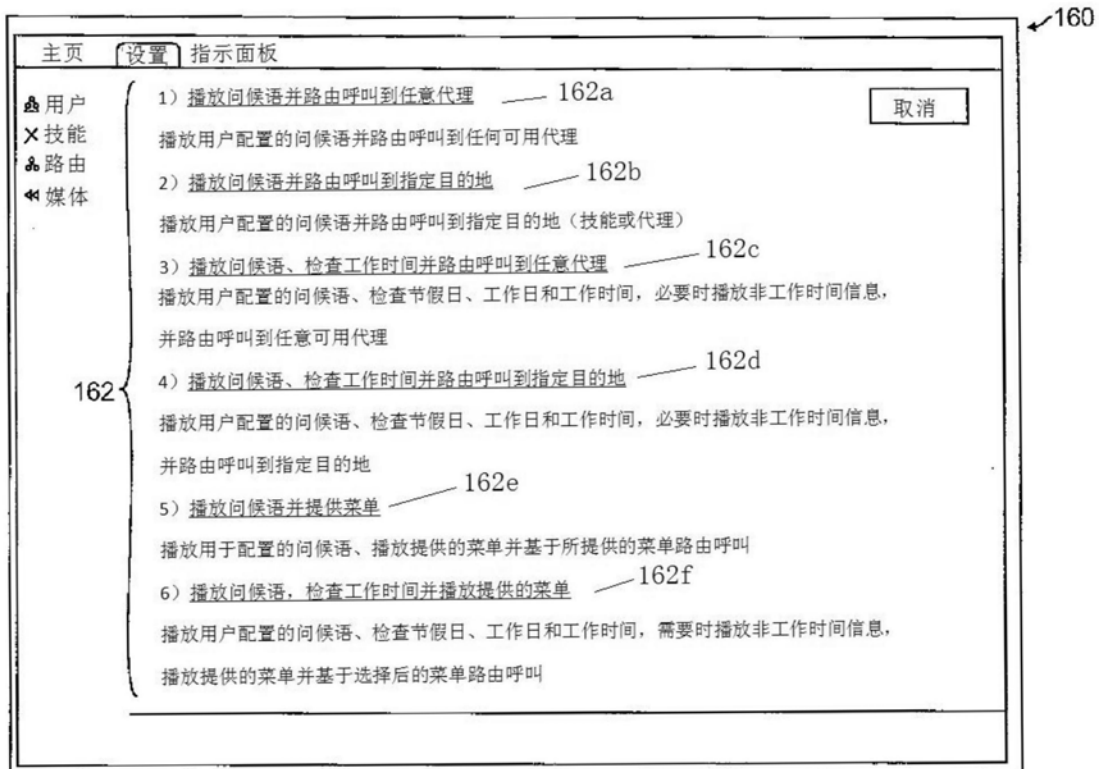 160
主页 设置 指示面板
用户
技能
路由
媒体
取消
1）播放问候语并路由呼叫到任意代理 162a
播放用户配置的问候语并路由呼叫到任何可用代理
2）播放问候语并路由呼叫到指定目的地 162b
播放用户配置的问候语并路由呼叫到指定目的地（技能或代理）
3）播放问候语、检查工作时间并路由呼叫到任意代理 162c
播放用户配置的问候语、检查节假日、工作日和工作时间，必要时播放非工作时间信息，
并路由呼叫到任意可用代理
4）播放问候语、检查工作时间并路由呼叫到指定目的地 162d
162
播放用户配置的问候语、检查节假日、工作日和工作时间，必要时播放非工作时间信息，
并路由呼叫到指定目的地
5）播放问候语并提供菜单 162e
播放用于配置的问候语、播放提供的菜单并基于所提供的菜单路由呼叫
6）播放问候语，检查工作时间并播放提供的菜单 162f
播放用户配置的问候语、检查节假日、工作日和工作时间，需要时播放非工作时间信息，
播放提供的菜单并基于选择后的菜单路由呼叫